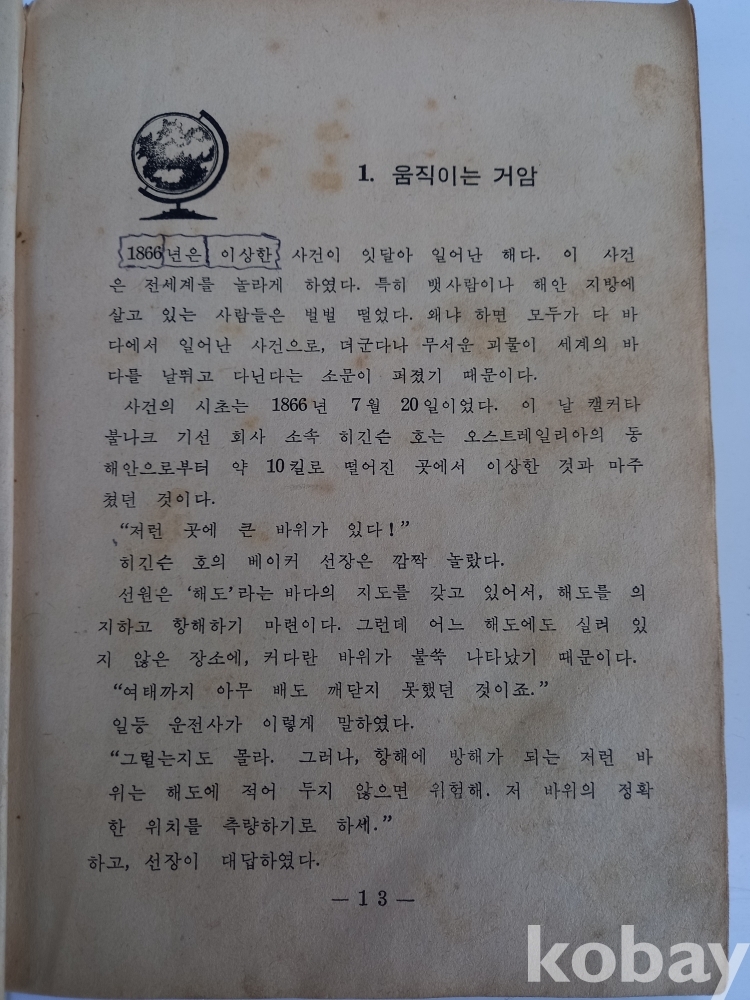 1. 움직이는 거암
1866년은 이상한 사건이 잇달아 일어난 해다. 이 사건
은 전세계를 놀라게 하였다. 특히 뱃사람이나 해안 지방에
살고 있는 사람들은 벌벌 떨었다. 왜냐 하면 모두가 다 바
다에서 일어난 사건으로, 더군다나 무서운 괴물이 세계의 바
다를 날뛰고 다닌다는 소문이 퍼졌기 때문이다.
사건의 시초는 1866년 7월 20일이었다. 이 날 캘커타
불나크 기선 회사 소속 히긴슨 호는 오스트레일리아의 동
해안으로부터 약 10킬로 떨어진 곳에서 이상한 것과 마주
쳤던 것이다.
“저런 곳에 큰 바위가 있다!”
히긴슨 호의 베이커 선장은 깜짝 놀랐다.
선원은 ‘해도’라는 바다의 지도를 갖고 있어서, 해도를 의
지하고 항해하기 마련이다. 그런데 어느 해도에도 실려 있
지 않은 장소에, 커다란 바위가 불쑥 나타났기 때문이다.
“여태까지 아무 배도 깨닫지 못했던 것이죠.”
일등 운전사가 이렇게 말하였다.
“그럴는지도 몰라. 그러나, 항해에 방해가 되는 저런 바
위는 해도에 적어 두지 않으면 위험해. 저 바위의 정확
한 위치를 측량하기로 하세.”
하고, 선장이 대답하였다.
— 1 3 —
kobay